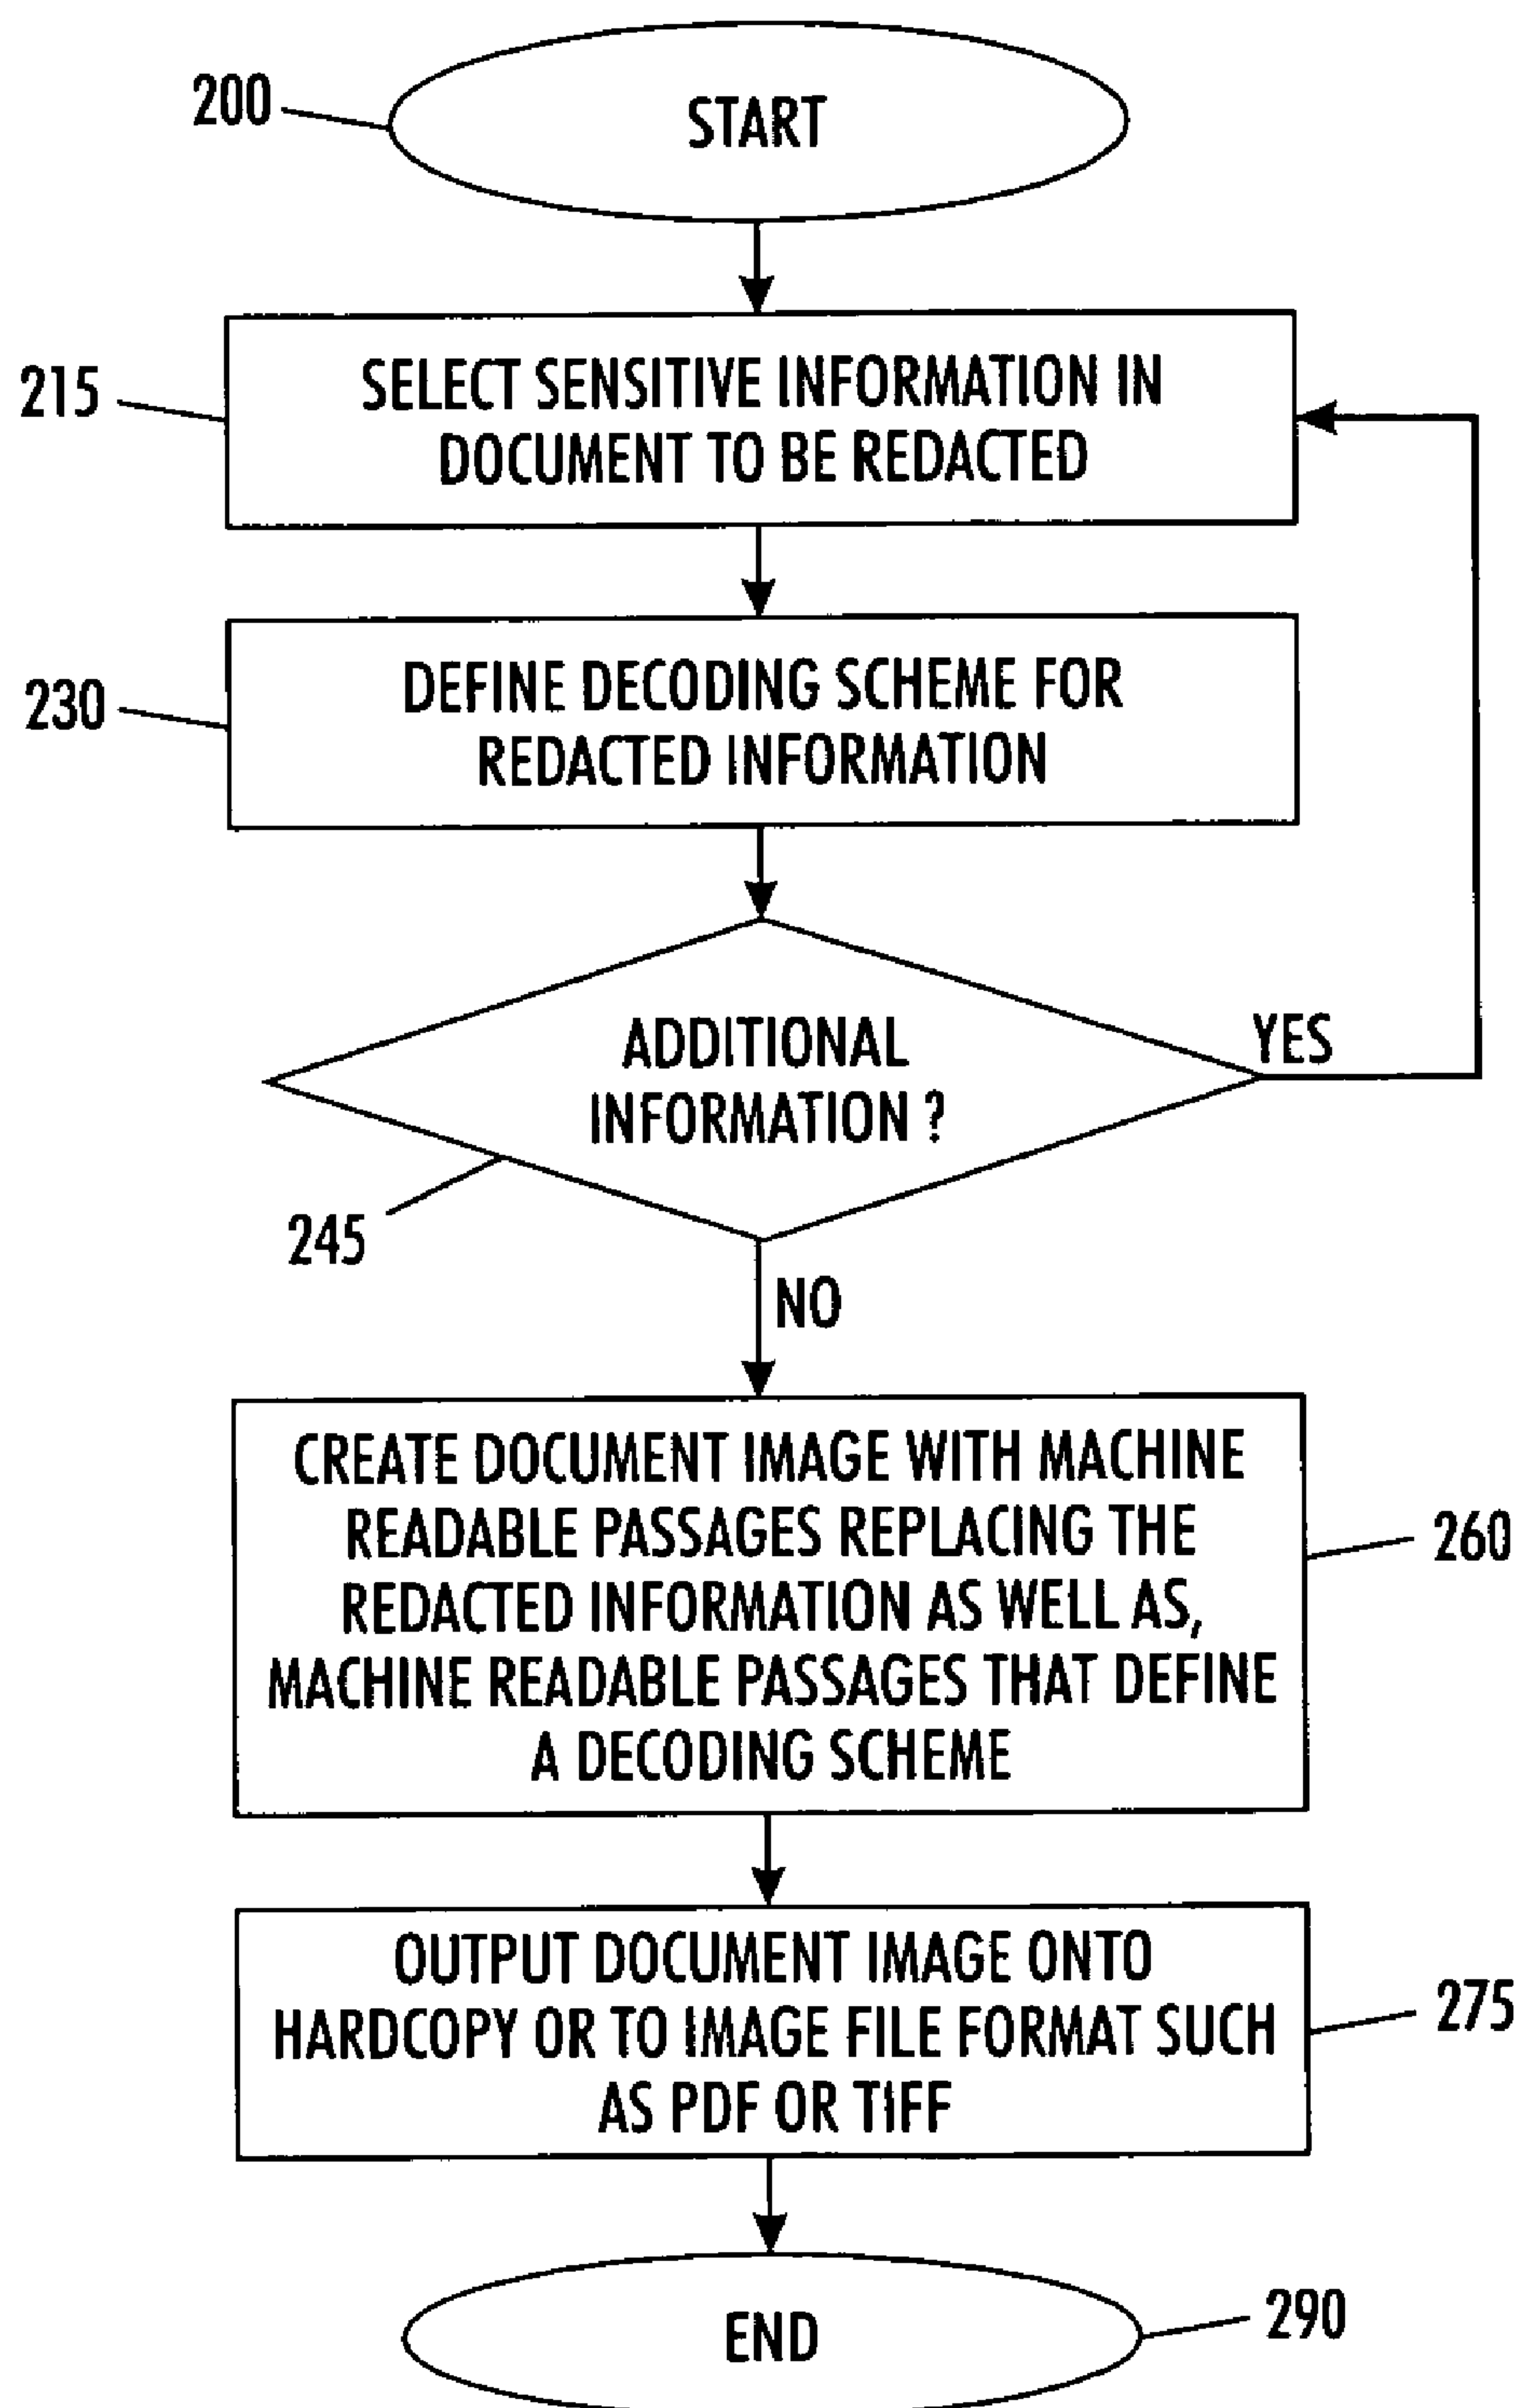 200
START
215
SELECT SENSITIVE INFORMATION IN
DOCUMENT TO BE REDACTED
230
DEFINE DECODING SCHEME FOR
REDACTED INFORMATION
ADDITIONAL
INFORMATION ?
YES
245
NO
CREATE DOCUMENT IMAGE WITH MACHINE
READABLE PASSAGES REPLACING THE
REDACTED INFORMATION AS WELL AS,
MACHINE READABLE PASSAGES THAT DEFINE
A DECODING SCHEME
260
OUTPUT DOCUMENT IMAGE ONTO
HARDCOPY OR TO IMAGE FILE FORMAT SUCH
AS PDF OR TIFF
275
END
290